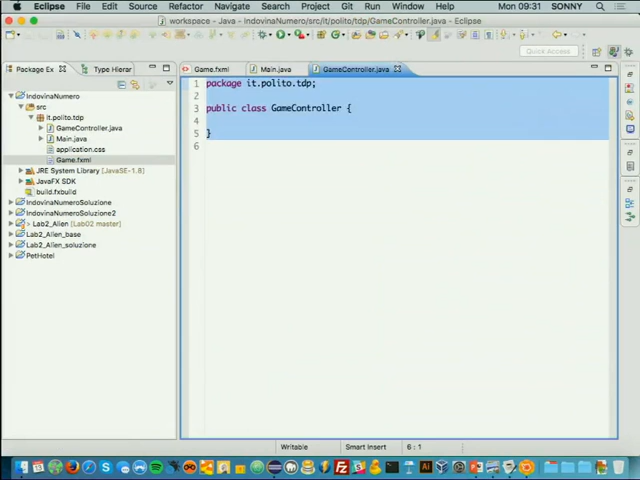 Eclipse File Edit Source Refactor Navigate Search Project Git Run Window Help Mon 09:31 SONNY
workspace - Java - IndovinaNumero/src/it/polito/tdp/GameController.java - Eclipse
Quick Access
Package Ex Type Hierar
Game.fxml Main.java GameController.java
IndovinaNumero
src
it.polito.tdp
GameController.java
Main.java
application.css
Game.fxml
JRE System Library [JavaSE-1.8]
JavaFX SDK
build.fxbuild
IndovinaNumeroSoluzione
IndovinaNumeroSoluzione2
> Lab2_Alien [Lab02 master]
Lab2_Alien_base
Lab2_Alien_soluzione
PetHotel
1 package it.polito.tdp;
2
3 public class GameController {
4
5 }
6
Writable Smart Insert 6 : 1